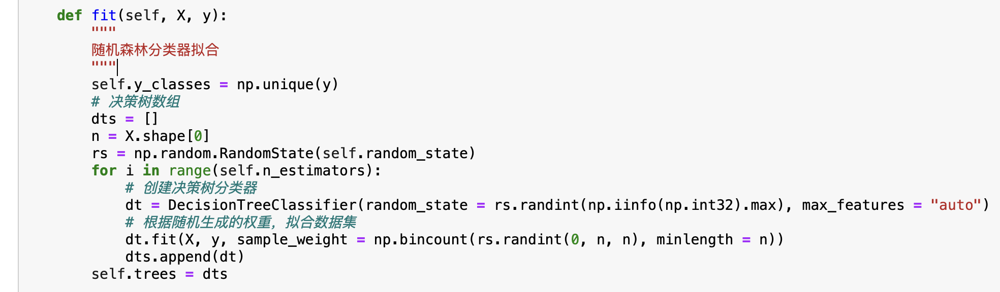 def fit(self, X, y):
"""
随机森林分类器拟合
"""
self.y_classes = np.unique(y)
# 决策树数组
dts = []
n = X.shape[0]
rs = np.random.RandomState(self.random_state)
for i in range(self.n_estimators):
# 创建决策树分类器
dt = DecisionTreeClassifier(random_state = rs.randint(np.iinfo(np.int32).max), max_features = "auto")
# 根据随机生成的权重，拟合数据集
dt.fit(X, y, sample_weight = np.bincount(rs.randint(0, n, n), minlength = n))
dts.append(dt)
self.trees = dts